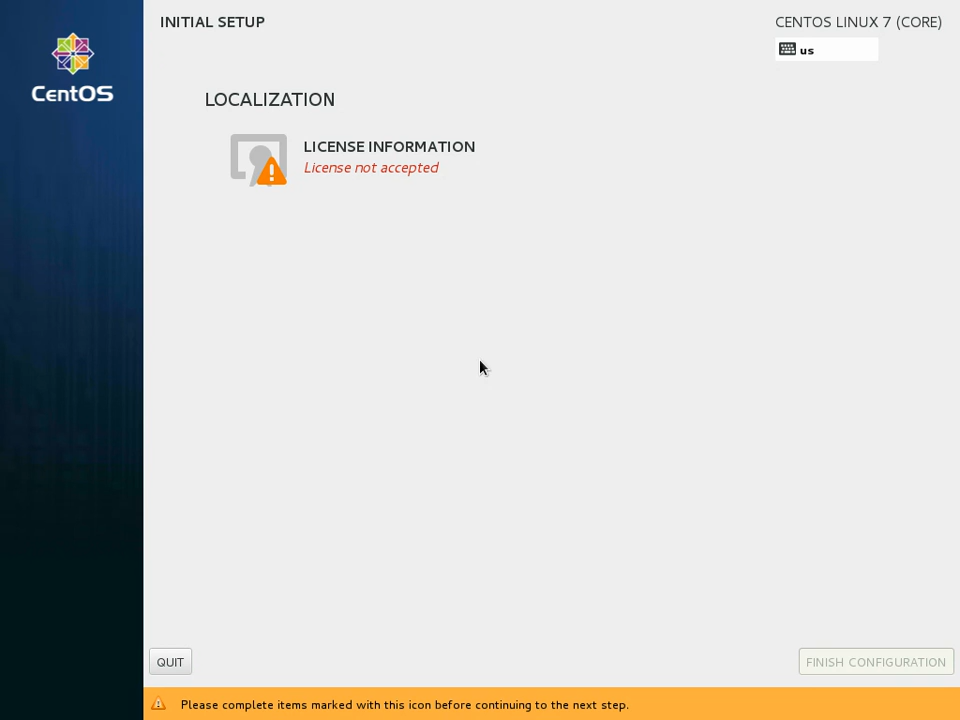 INITIAL SETUP
CENTOS LINUX 7 (CORE)
us
CentOS
LOCALIZATION
LICENSE INFORMATION
License not accepted
QUIT
FINISH CONFIGURATION
Please complete items marked with this icon before continuing to the next step.